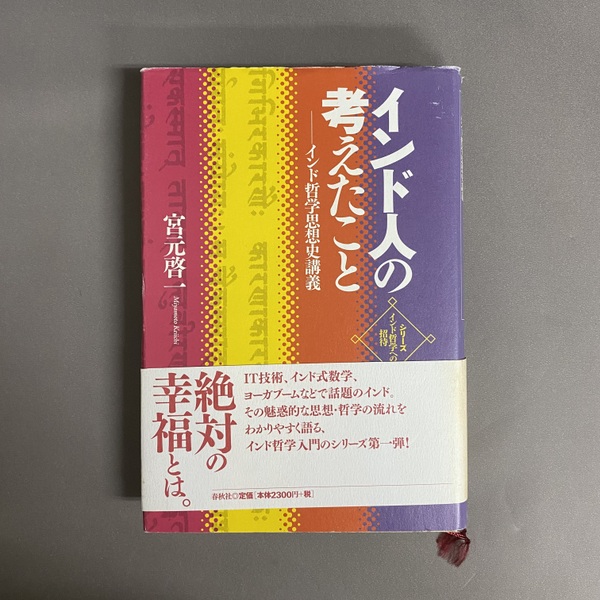 インド人の
考えたこと
――インド哲学思想史講義
宮元啓一
Miyamoto Keiichi
シリーズ
インド哲学への
招待
絶対の
幸福とは。
IT技術、インド式数学、
ヨーガブームなどで話題のインド。
その魅惑的な思想・哲学の流れを
わかりやすく語る、
インド哲学入門のシリーズ第一弾!
春秋社◎定価[本体2300円+税]